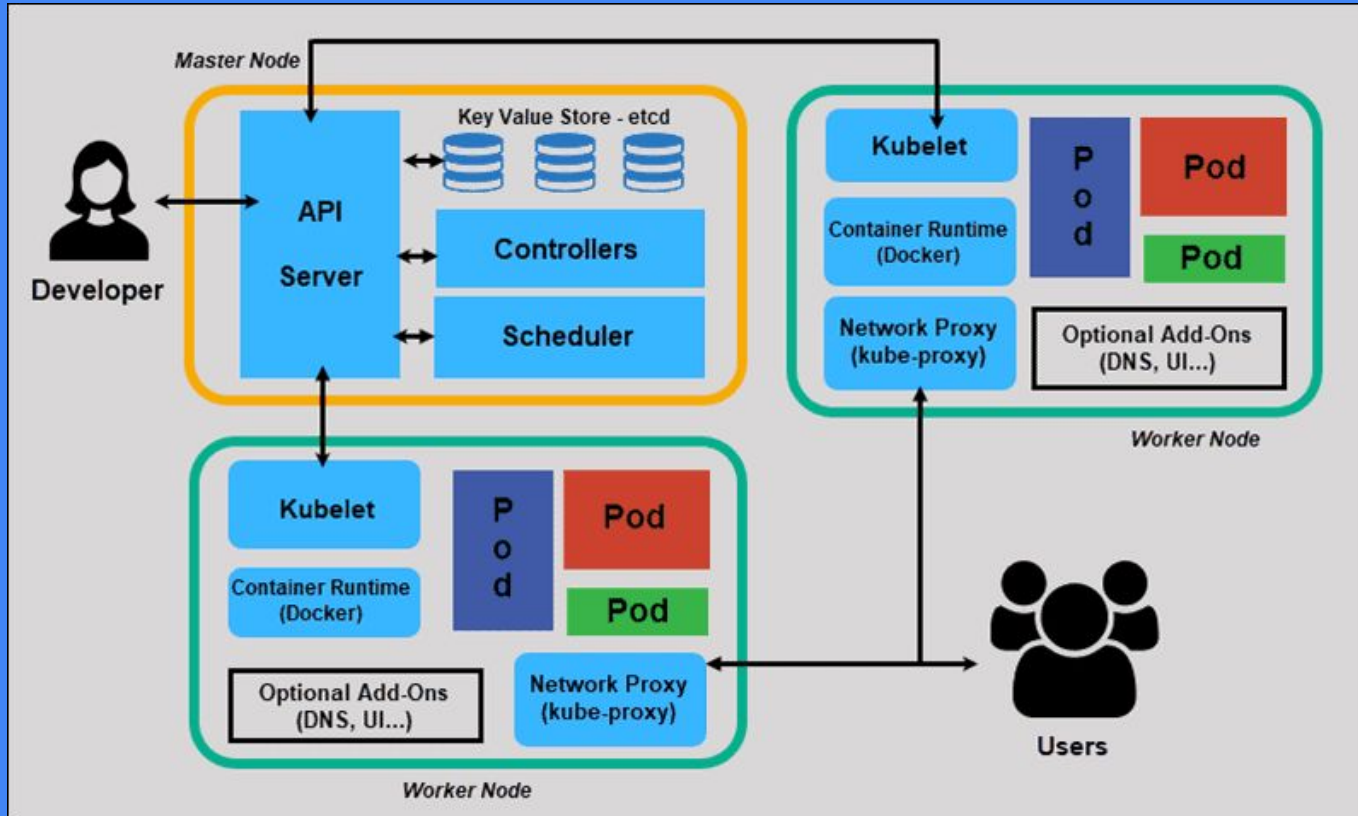 Master Node
Key Value Store - etcd
API
Server
Controllers
Scheduler
Developer
Kubelet
Container Runtime
(Docker)
Network Proxy
(kube-proxy)
P
o
d
Pod
Pod
Optional Add-Ons
(DNS, UI...)
Worker Node
Kubelet
Container Runtime
(Docker)
P
o
d
Pod
Pod
Optional Add-Ons
(DNS, UI...)
Network Proxy
(kube-proxy)
Worker Node
Users